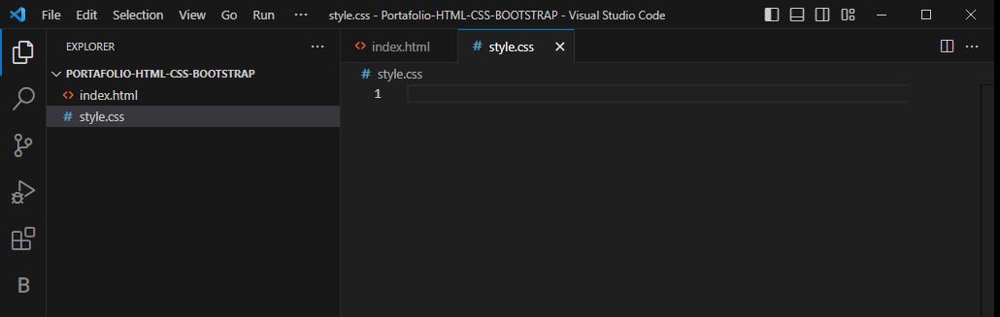 File Edit Selection View Go Run ··· style.css - Portafolio-HTML-CSS-BOOTSTRAP - Visual Studio Code
EXPLORER ··· <> index.html # style.css ×
PORTAFOLIO-HTML-CSS-BOOTSTRAP # style.css
<> index.html 1
# style.css
B